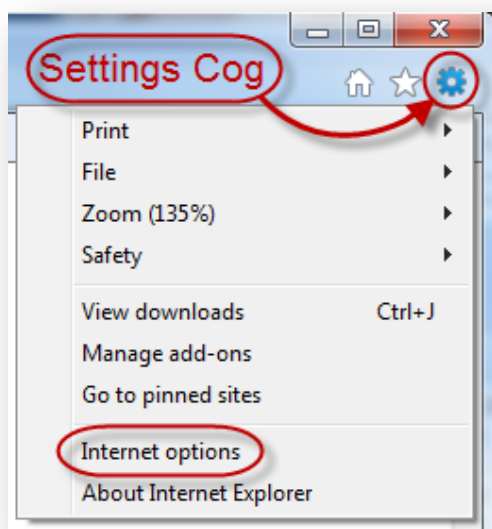 Settings Cog
Print
File
Zoom (135%)
Safety
View downloads Ctrl+J
Manage add-ons
Go to pinned sites
Internet options
About Internet Explorer